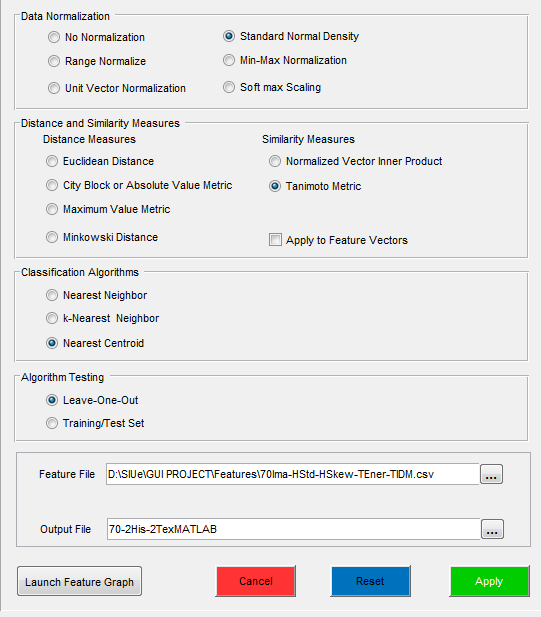 Data Normalization
No Normalization Standard Normal Density
Range Normalize Min-Max Normalization
Unit Vector Normalization Soft max Scaling
Distance and Similarity Measures
Distance Measures Similarity Measures
Euclidean Distance Normalized Vector Inner Product
City Block or Absolute Value Metric Tanimoto Metric
Maximum Value Metric
Minkowski Distance Apply to Feature Vectors
Classification Algorithms
Nearest Neighbor
k-Nearest Neighbor
Nearest Centroid
Algorithm Testing
Leave-One-Out
Training/Test Set
Feature File D:\SIUe\GUI PROJECT\Features\70Ima-HStd-HSkew-TEner-TIDM.csv ...
Output File 70-2His-2TexMATLAB ...
Launch Feature Graph Cancel Reset Apply